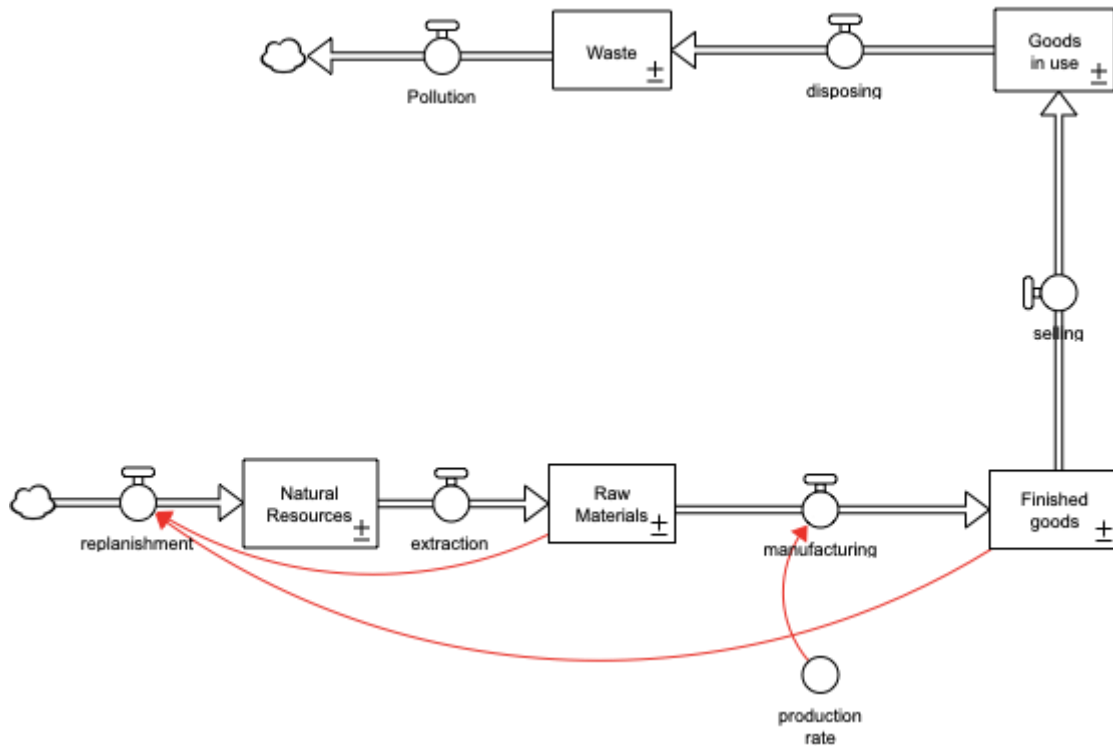 Waste
±
Goods
in use
±
Pollution
disposing
selling
Natural
Resources
±
Raw
Materials
±
Finished
goods
±
replanishment
extraction
manufacturing
production
rate